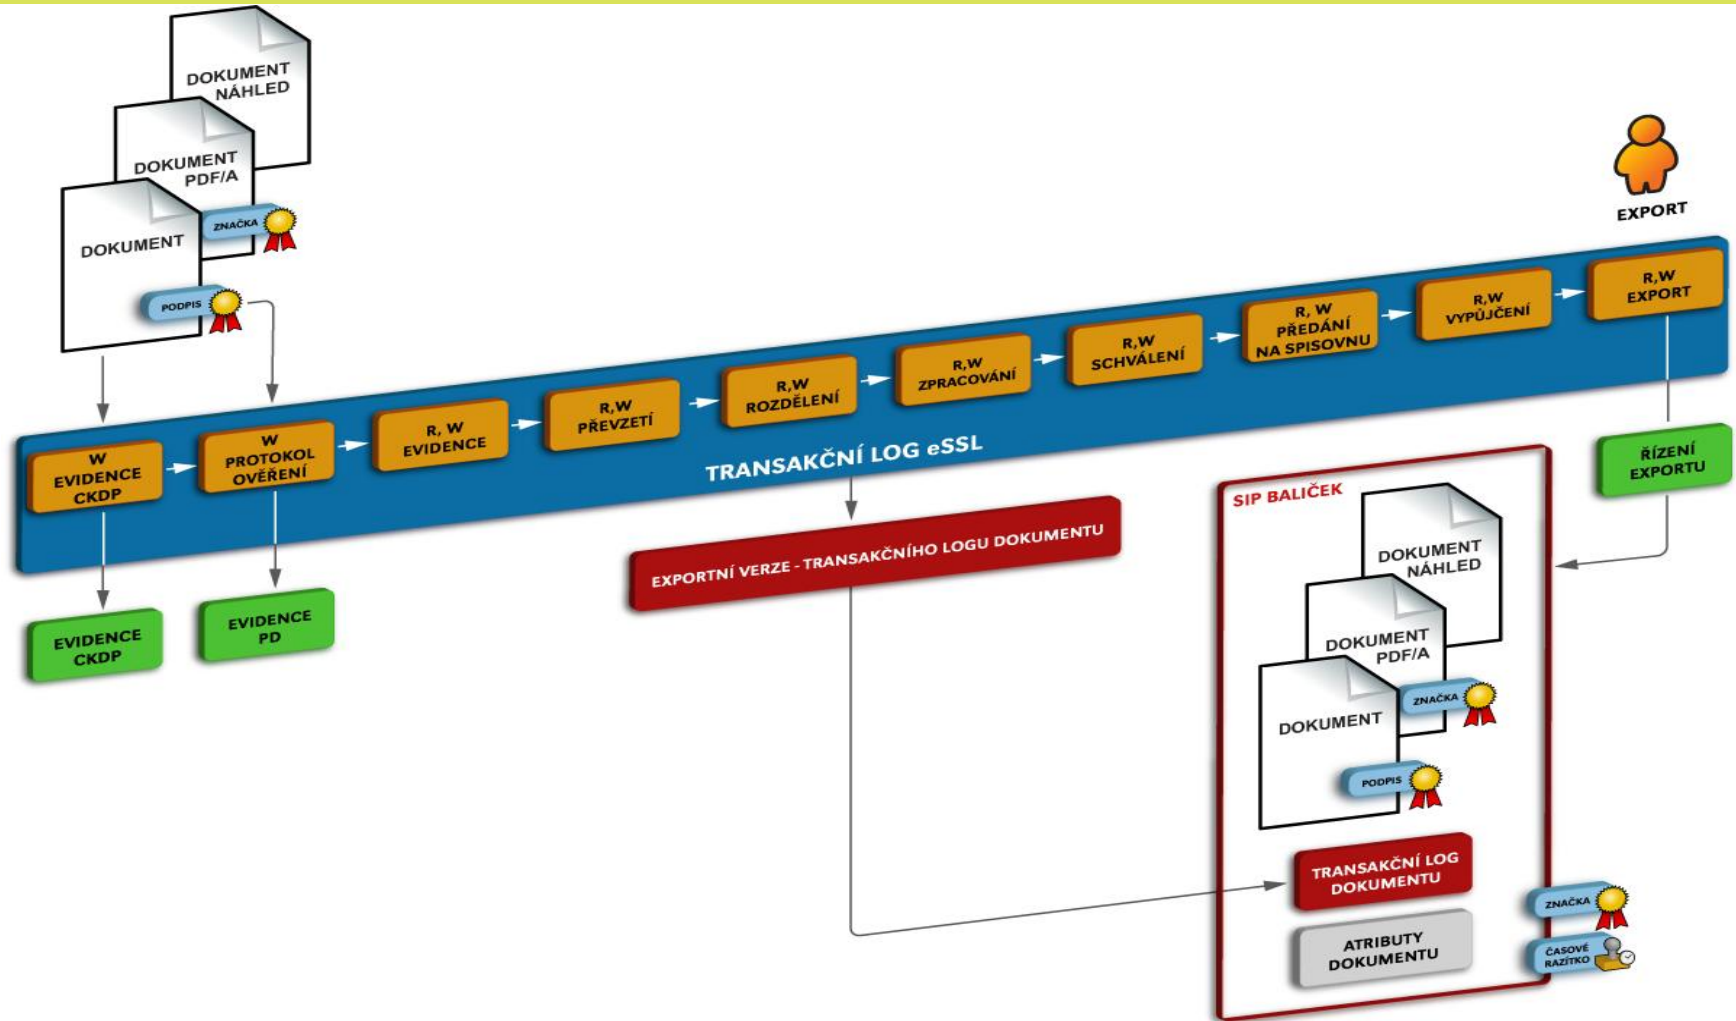 DOKUMENT
NÁHLED
DOKUMENT
PDF/A
ZNAČKA
DOKUMENT
PODPIS
EXPORT
W
EVIDENCE
CKDP
W
PROTOKOL
OVĚŘENÍ
R, W
EVIDENCE
R,W
PŘEVZETÍ
R,W
ROZDĚLENÍ
R,W
ZPRACOVÁNÍ
R,W
SCHVÁLENÍ
R, W
PŘEDÁNÍ
NA SPISOVNU
R,W
VYPŮJČENÍ
R,W
EXPORT
TRANSAKČNÍ LOG eSSL
EVIDENCE
CKDP
EVIDENCE
PD
EXPORTNÍ VERZE - TRANSAKČNÍHO LOGU DOKUMENTU
ŘÍZENÍ
EXPORTU
SIP BALIČEK
DOKUMENT
NÁHLED
DOKUMENT
PDF/A
ZNAČKA
DOKUMENT
PODPIS
TRANSAKČNÍ LOG
DOKUMENTU
ATRIBUTY
DOKUMENTU
ZNAČKA
ČASOVÉ
RAZÍTKO